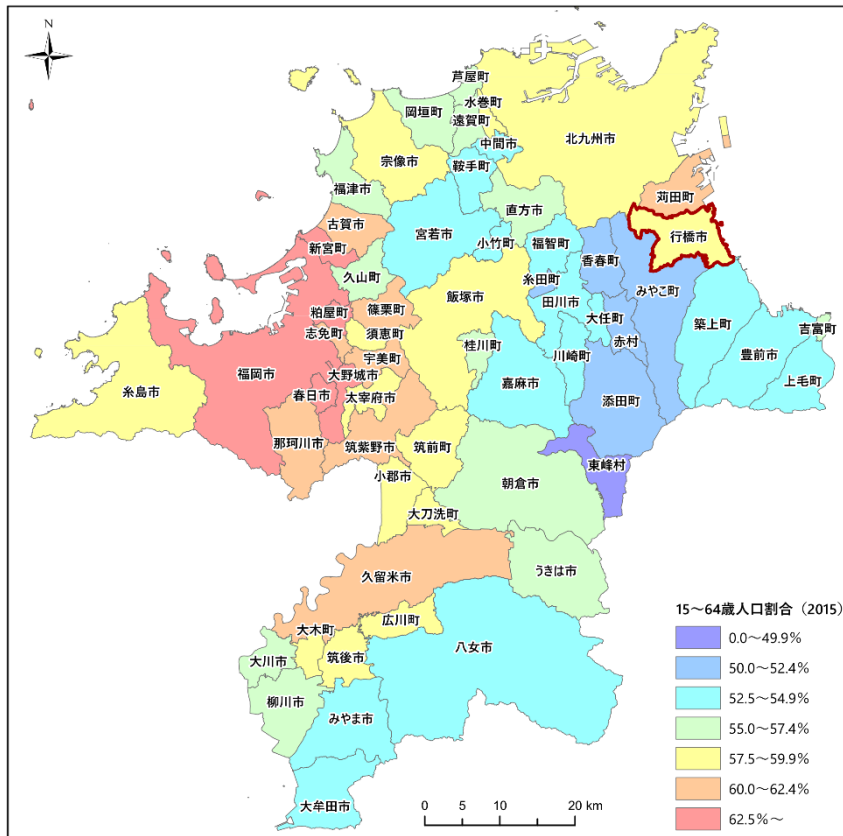 N
芦屋町
水巻町
岡垣町
遠賀町
北九州市
中間市
宗像市
鞍手町
福津市
苅田町
直方市
古賀市
行橋市
宮若市
小竹町
福智町
新宮町
香春町
久山町
糸田町
みやこ町
飯塚市
田川市
篠栗町
粕屋町
大任町
築上町
吉富町
志免町
須恵町
赤村
宇美町
桂川町
川崎町
豊前市
福岡市
大野城市
嘉麻市
上毛町
糸島市
春日市
太宰府市
添田町
那珂川市
筑紫野市
筑前町
東峰村
小郡市
朝倉市
大刀洗町
久留米市
うきは市
広川町
大木町
八女市
大川市
筑後市
柳川市
みやま市
大牟田市
0 10 20 km
15～64歳人口割合（2015）
0.0～49.9%
50.0～52.4%
52.5～54.9%
55.0～57.4%
57.5～59.9%
60.0～62.4%
62.5%～